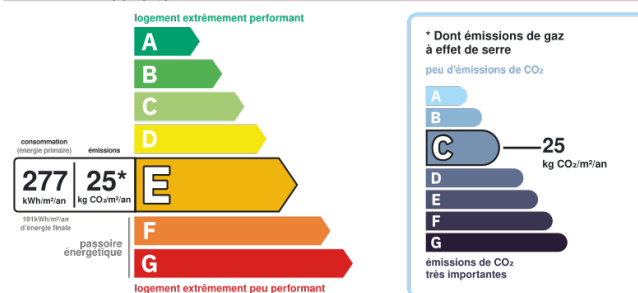 logement extrêmement performant
A
B
C
D
consommation
(énergie primaire)
émissions
277
kWh/m²/an
25*
kg CO₂/m²/an
E
191kWh/m²/an
d'énergie finale
passoire
énergétique
F
G
logement extrêmement peu performant
* Dont émissions de gaz
à effet de serre
peu d'émissions de CO₂
A
B
C
25
kg CO₂/m²/an
D
E
F
G
émissions de CO₂
très importantes